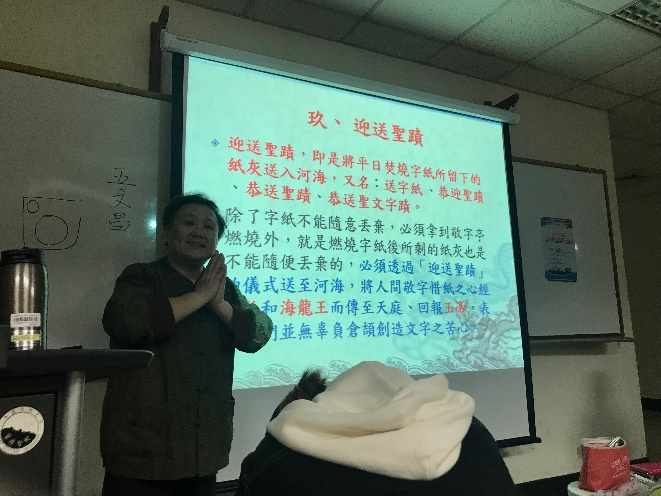 玖、迎送聖蹟
迎送聖蹟，即是將平日焚燒字紙所留下的
紙灰送入河海，又名：送字紙、恭迎聖蹟
、恭送聖蹟、恭送聖文字蹟。
除了字紙不能隨意丟棄，必須拿到敬字亭
燃燒外，就是燃燒字紙後所剩的紙灰也是
不能隨便丟棄的，必須透過「迎送聖蹟」
儀式送至河海，將人間敬字惜紙之心經
和海龍王而傳至天庭、回報玉帝，表
們並無辜負倉頡創造文字之苦心。
五文昌